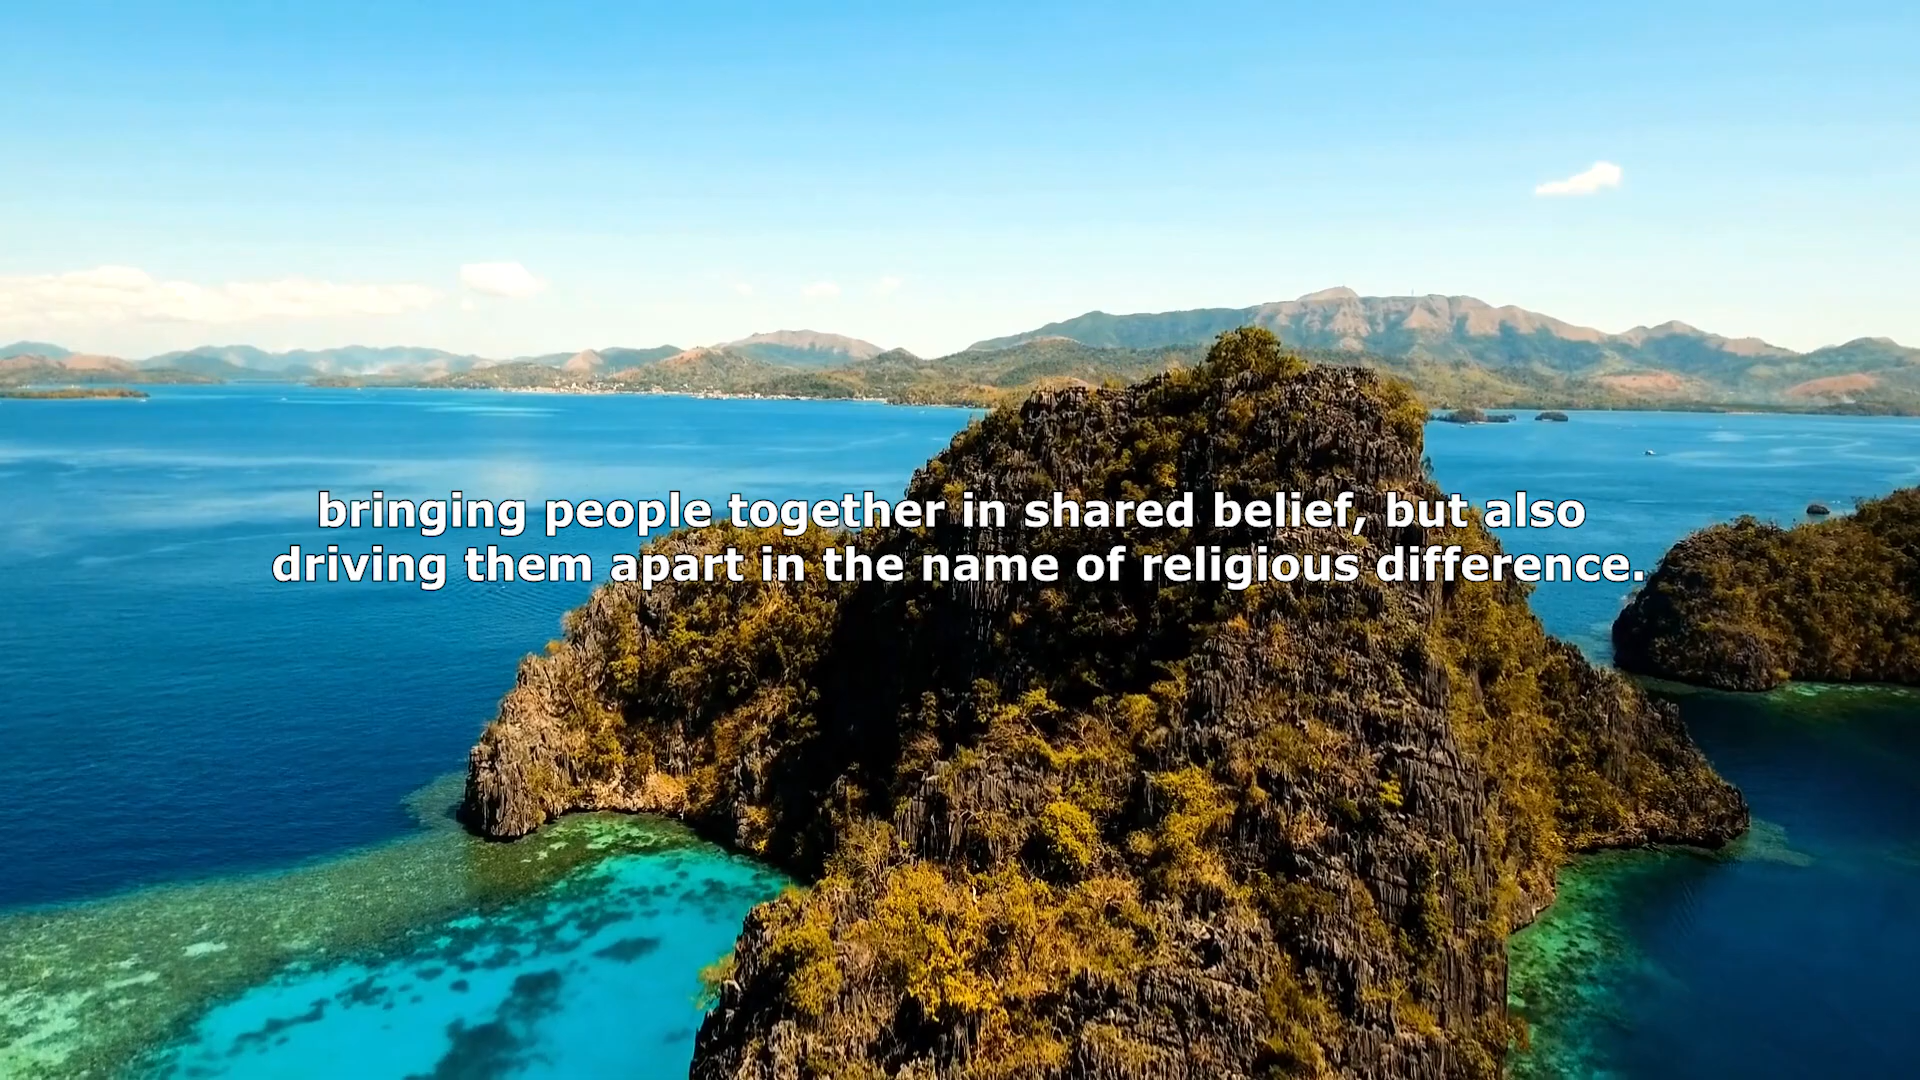 bringing people together in shared belief, but also
driving them apart in the name of religious difference.